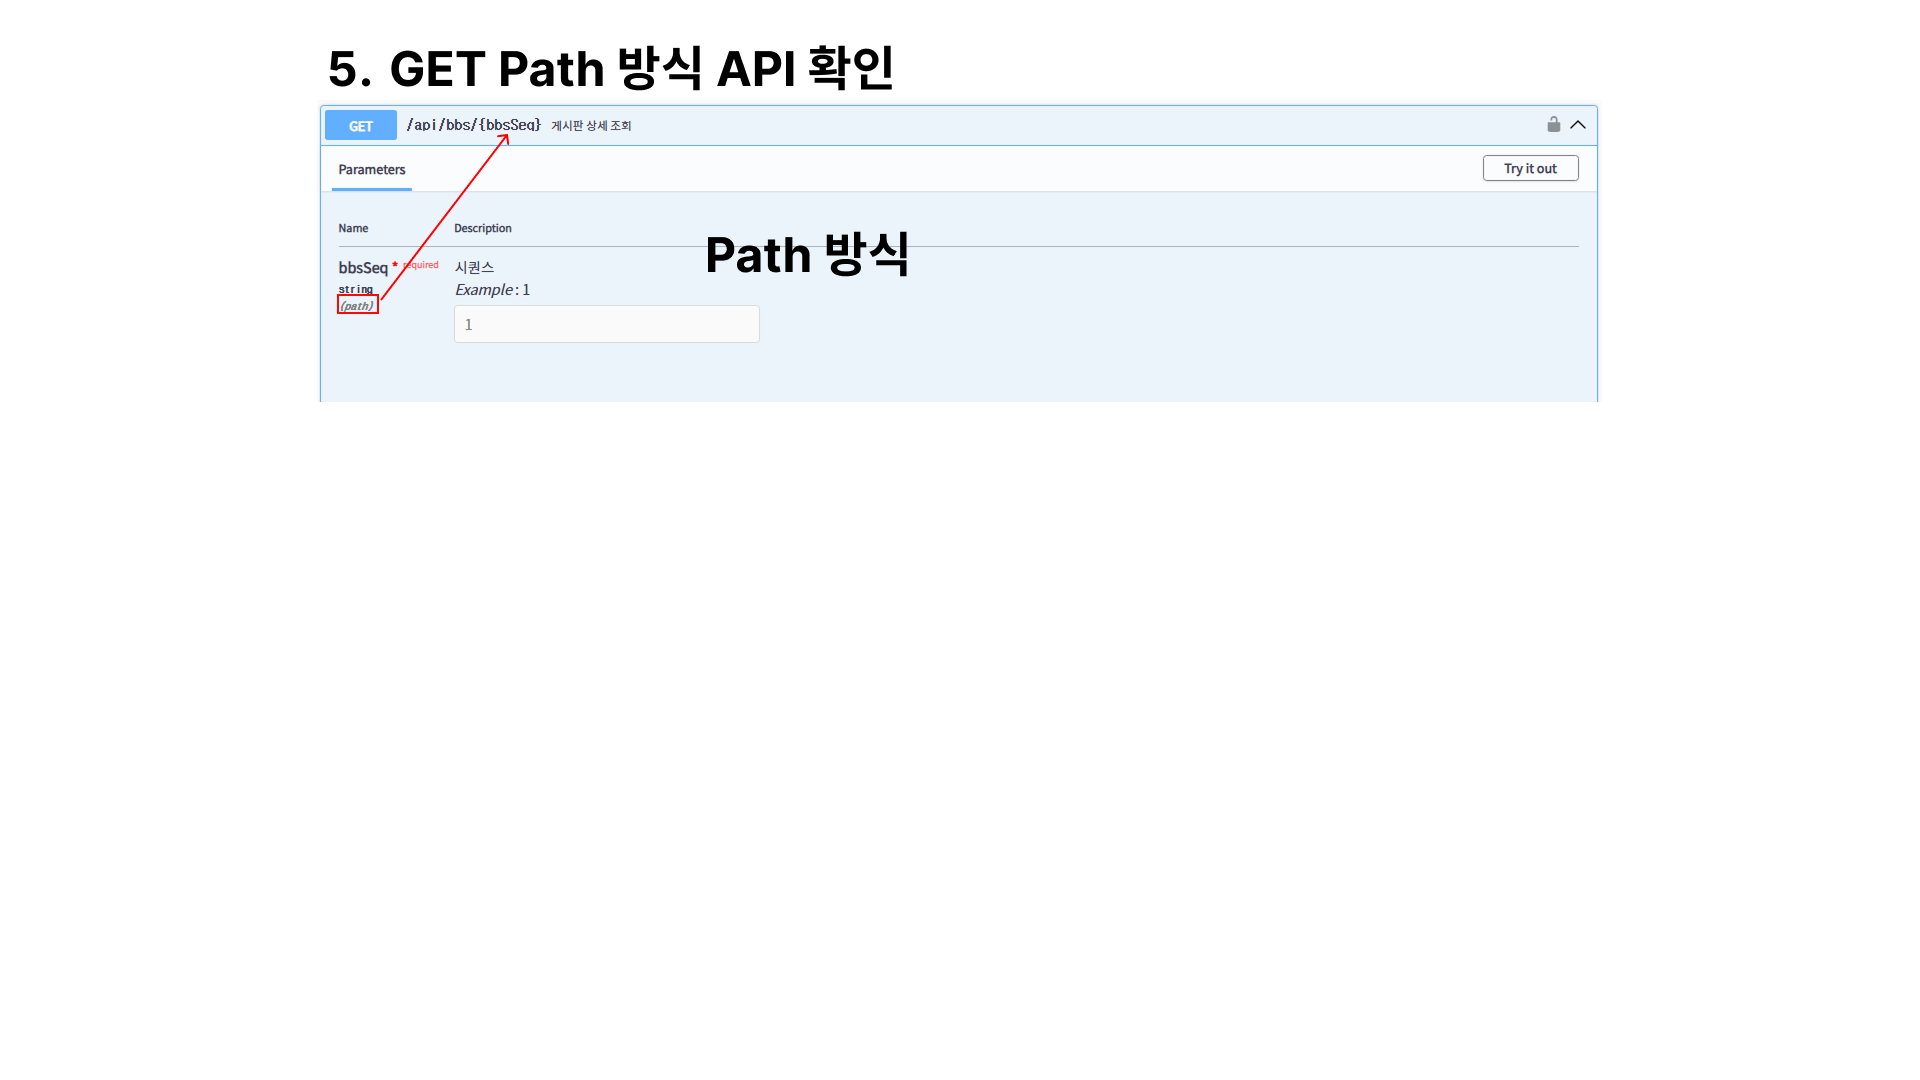 5. GET Path 방식 API 확인
GET /api/bbs/{bbsSeq} 게시판 상세 조회
Parameters
Try it out
Name Description
Path 방식
bbsSeq * required 시퀀스
string Example : 1
(path)
1